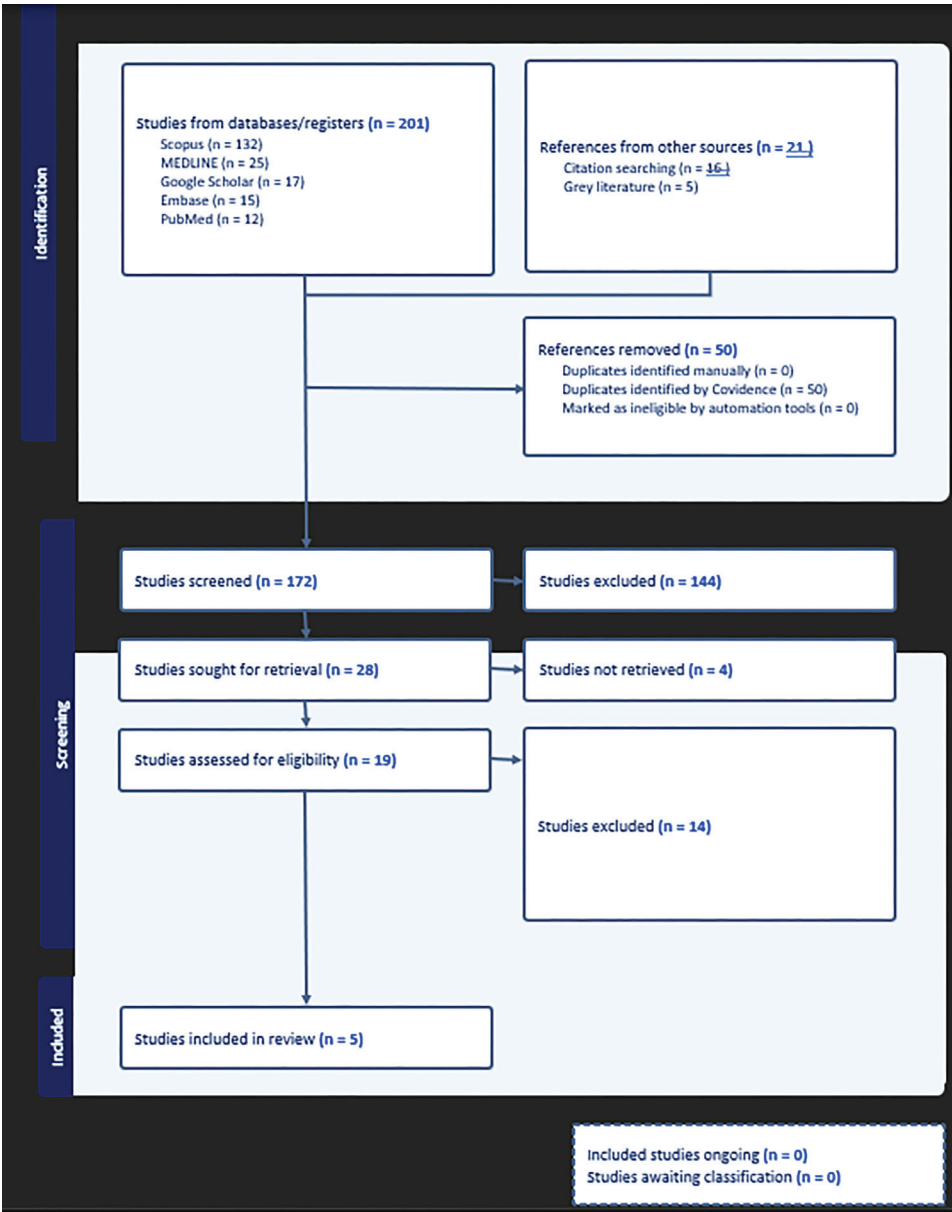 Identification
Studies from databases/registers (n = 201)
Scopus (n = 132)
MEDLINE (n = 25)
Google Scholar (n = 17)
Embase (n = 15)
PubMed (n = 12)
References from other sources (n = 21 )
Citation searching (n = 16 )
Grey literature (n = 5)
References removed (n = 50)
Duplicates identified manually (n = 0)
Duplicates identified by Covidence (n = 50)
Marked as ineligible by automation tools (n = 0)
Screening
Studies screened (n = 172)
Studies excluded (n = 144)
Studies sought for retrieval (n = 28)
Studies not retrieved (n = 4)
Studies assessed for eligibility (n = 19)
Studies excluded (n = 14)
Included
Studies included in review (n = 5)
Included studies ongoing (n = 0)
Studies awaiting classification (n = 0)